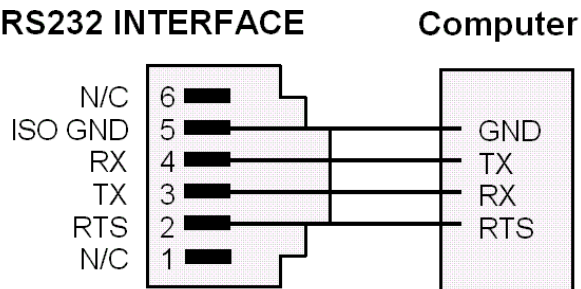 RS232 INTERFACE Computer
N/C 6
ISO GND 5 GND
RX 4 TX
TX 3 RX
RTS 2 RTS
N/C 1